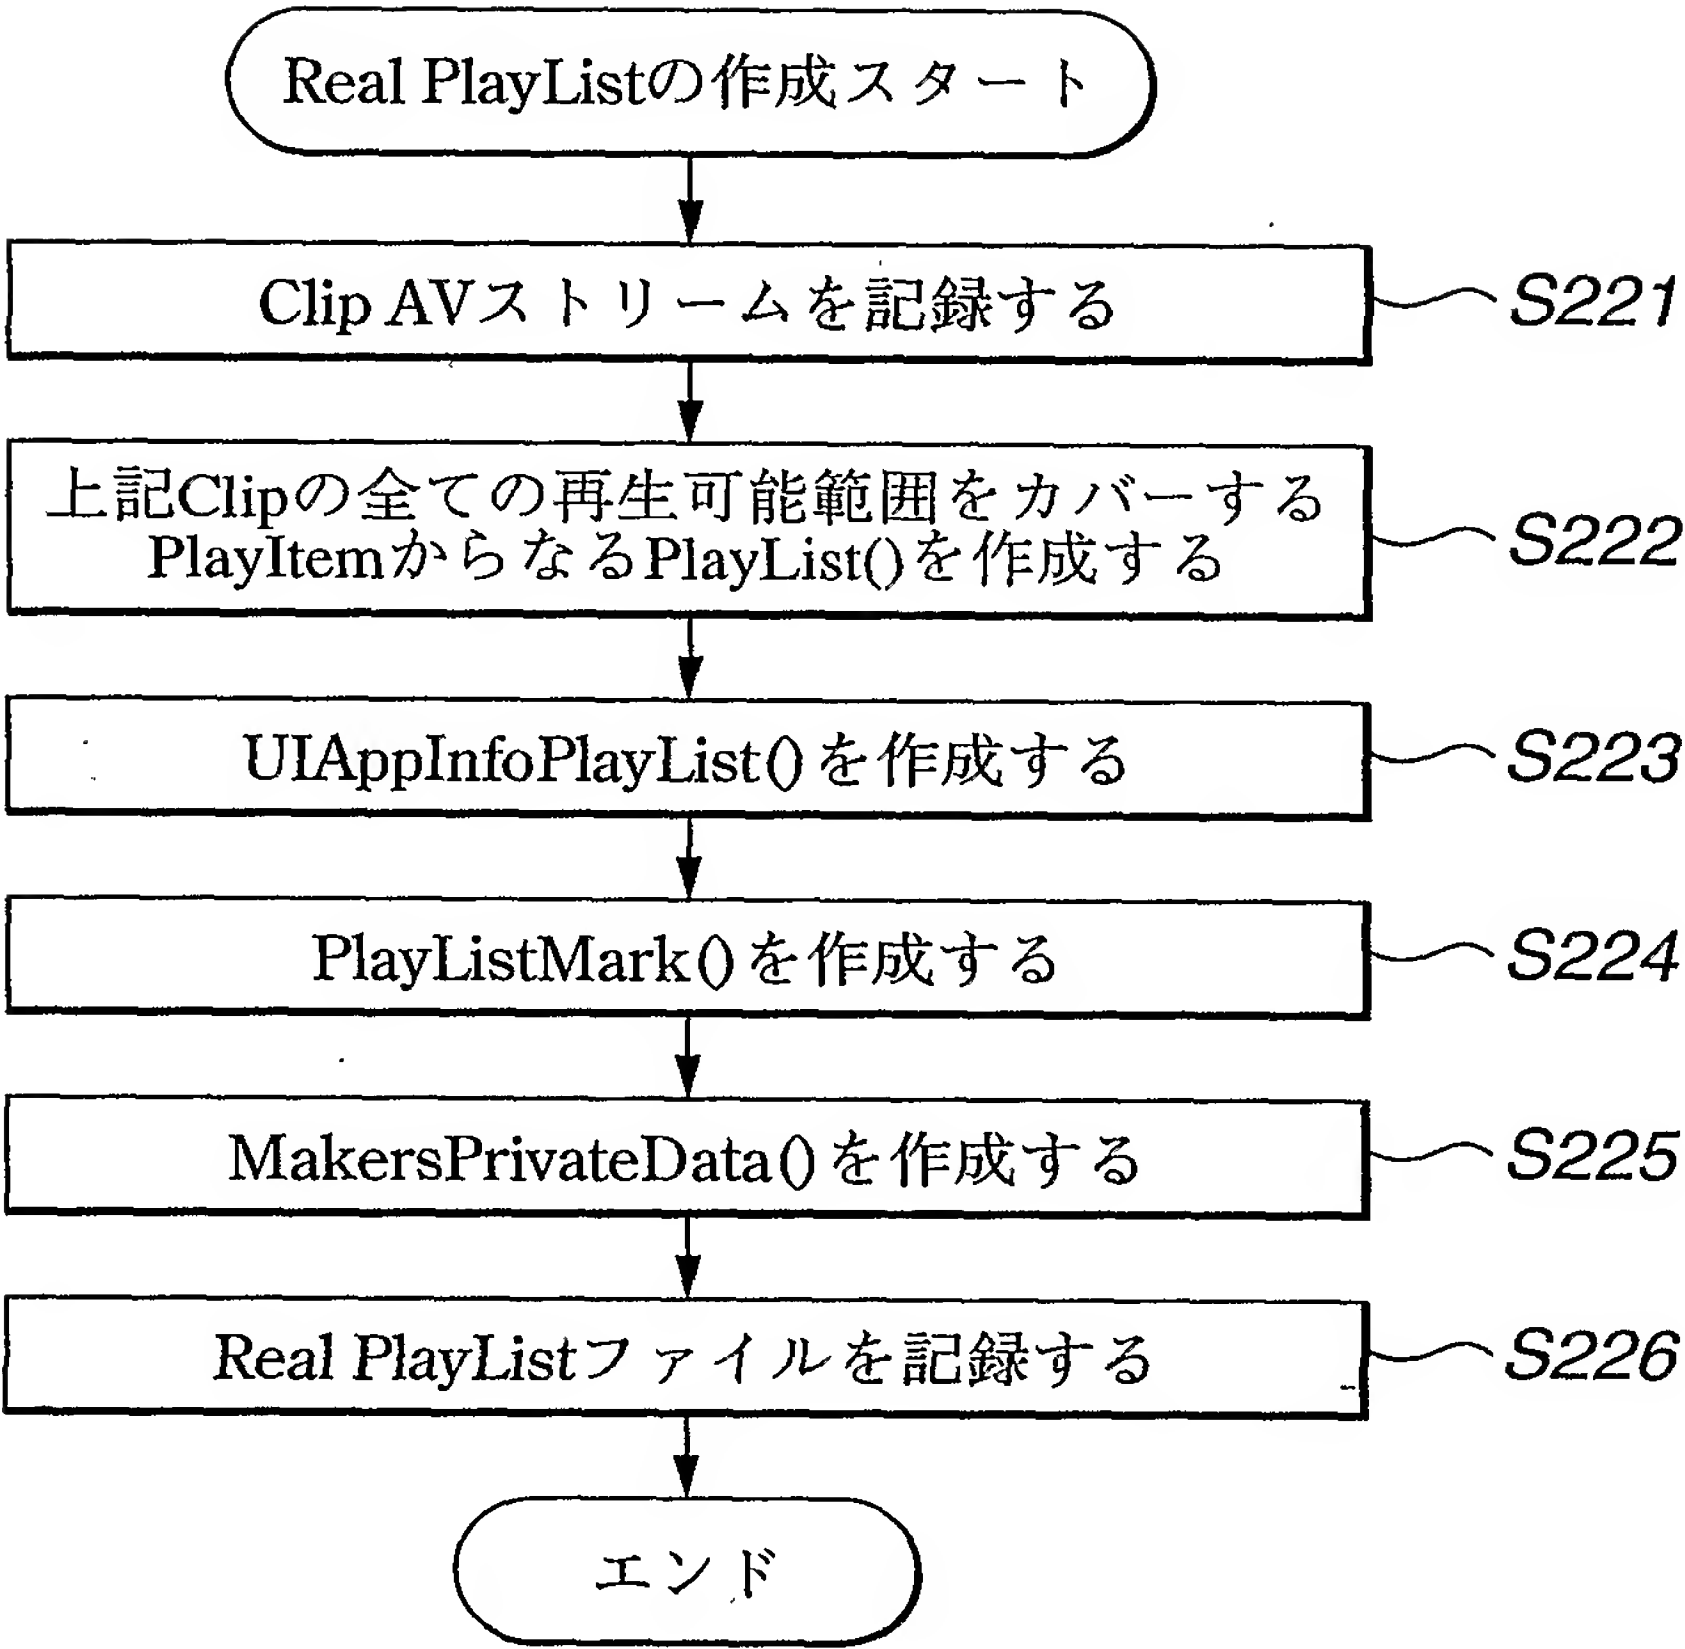 Real PlayListの作成スタート
Clip AVストリームを記録する
S221
上記Clipの全ての再生可能範囲をカバーする
PlayItemからなるPlayList()を作成する
S222
UIAppInfoPlayList()を作成する
S223
PlayListMark()を作成する
S224
MakersPrivateData()を作成する
S225
Real PlayListファイルを記録する
S226
エンド